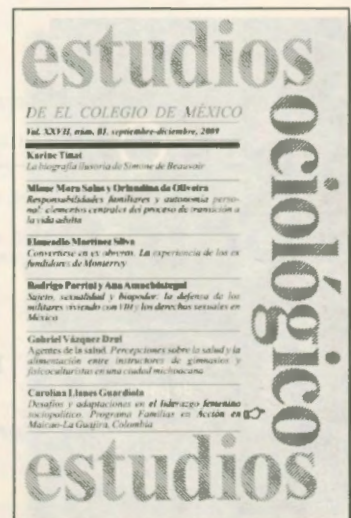 estudios
sociológico
DE EL COLEGIO DE MÉXICO
Vol. XXVII, núm. 81, septiembre-diciembre, 2009
Karine Tinat
La biografía ilusoria de Simone de Beauvoir
Minor Mora Salas y Orlandina de Oliveira
Responsabilidades familiares y autonomía perso-
nal: elementos centrales del proceso de transición a
la vida adulta
Martínez Silva
Convertirse en ex obreros. La experiencia de los ex
fundidores de Monterrey
Rodrigo Parrini y Ana Amuchástegui
Sujeto, sexualidad y biopoder: la defensa de los
militares viviendo con VIH y los derechos sexuales en
México
Gabriel Vázquez Dzul
Agentes de la salud. Percepciones sobre la salud y la
alimentación entre instructores de gimnasios y
fisicoculturistas en una ciudad michoacana
Carolina Llanes Guardiola
Desafíos y adaptaciones en el liderazgo femenino
sociopolítico. Programa Familias en Acción en
Maicao-La Guajira, Colombia
estudios